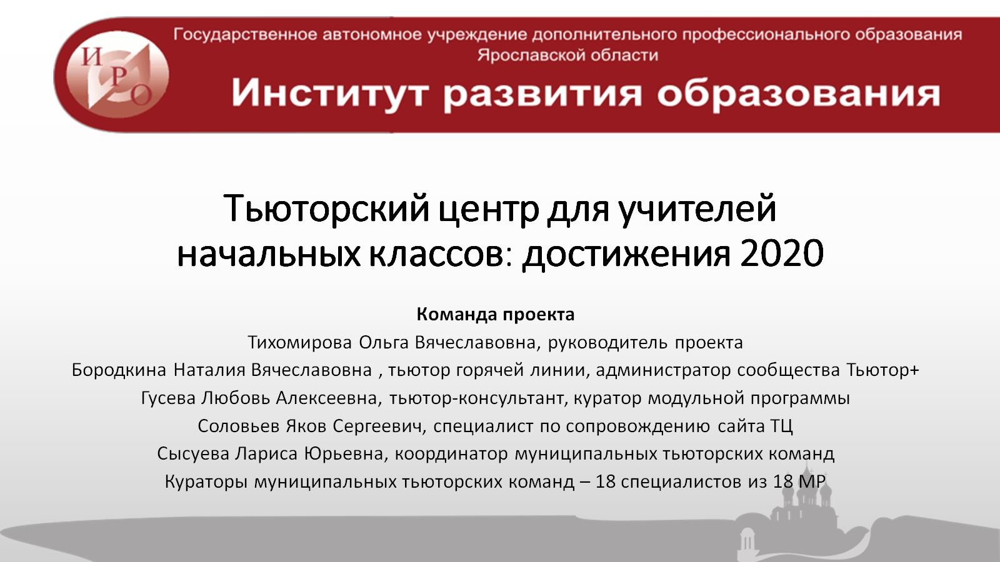 Государственное автономное учреждение дополнительного профессионального образования
Ярославской области
И
Р
О
Институт развития образования
Тьюторский центр для учителей
начальных классов: достижения 2020
Команда проекта
Тихомирова Ольга Вячеславовна, руководитель проекта
Бородкина Наталия Вячеславовна , тьютор горячей линии, администратор сообщества Тьютор+
Гусева Любовь Алексеевна, тьютор-консультант, куратор модульной программы
Соловьев Яков Сергеевич, специалист по сопровождению сайта ТЦ
Сысуева Лариса Юрьевна, координатор муниципальных тьюторских команд
Кураторы муниципальных тьюторских команд – 18 специалистов из 18 МР